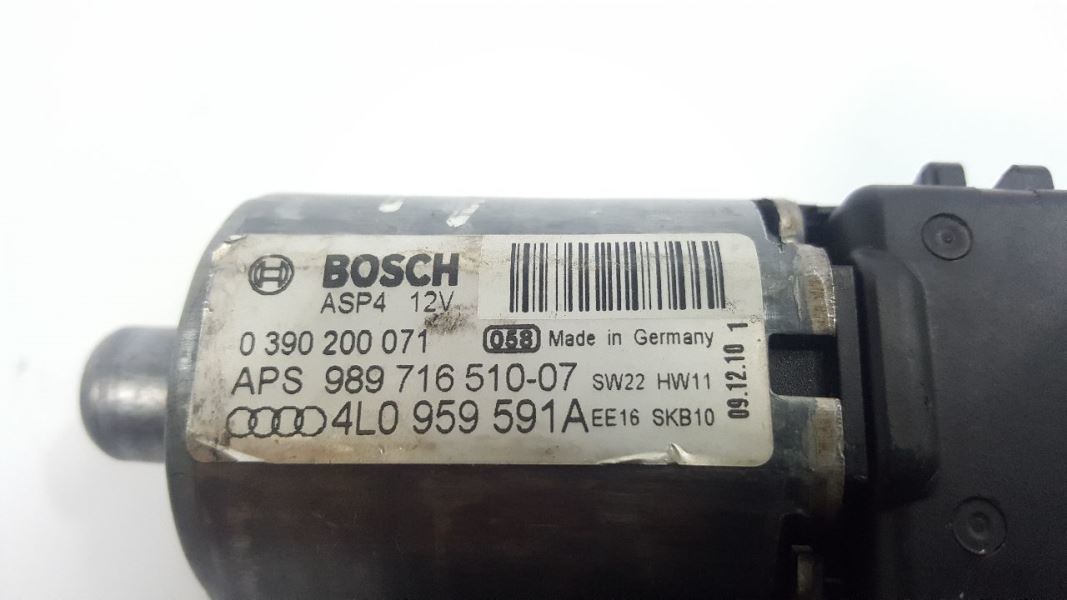 BOSCH
ASP4 12V
0 390 200 071
058 Made in Germany
APS 989 716 510-07 SW22 HW11
4L0 959 591A EE16 SKB10
09.12.10 1